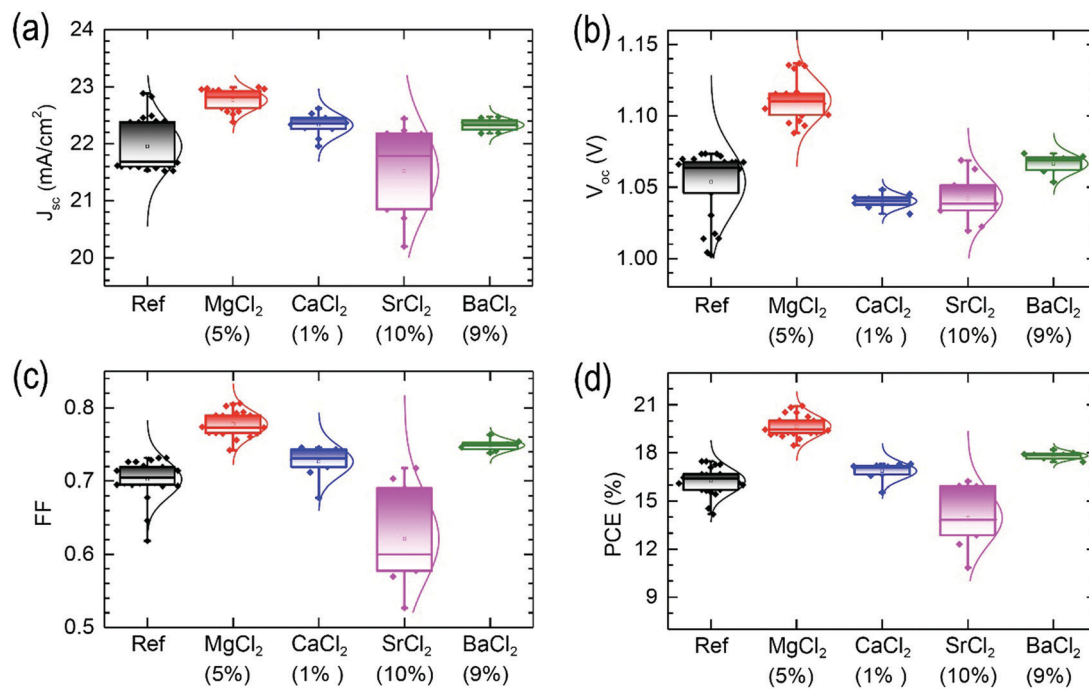 (a)
24
23
22
21
20
J_sc (mA/cm²)
Ref MgCl₂ CaCl₂ SrCl₂ BaCl₂
(5%) (1% ) (10%) (9%)
(b)
1.15
1.10
1.05
1.00
V_oc (V)
Ref MgCl₂ CaCl₂ SrCl₂ BaCl₂
(5%) (1% ) (10%) (9%)
(c)
0.8
0.7
0.6
0.5
FF
Ref MgCl₂ CaCl₂ SrCl₂ BaCl₂
(5%) (1% ) (10%) (9%)
(d)
21
18
15
12
9
PCE (%)
Ref MgCl₂ CaCl₂ SrCl₂ BaCl₂
(5%) (1% ) (10%) (9%)